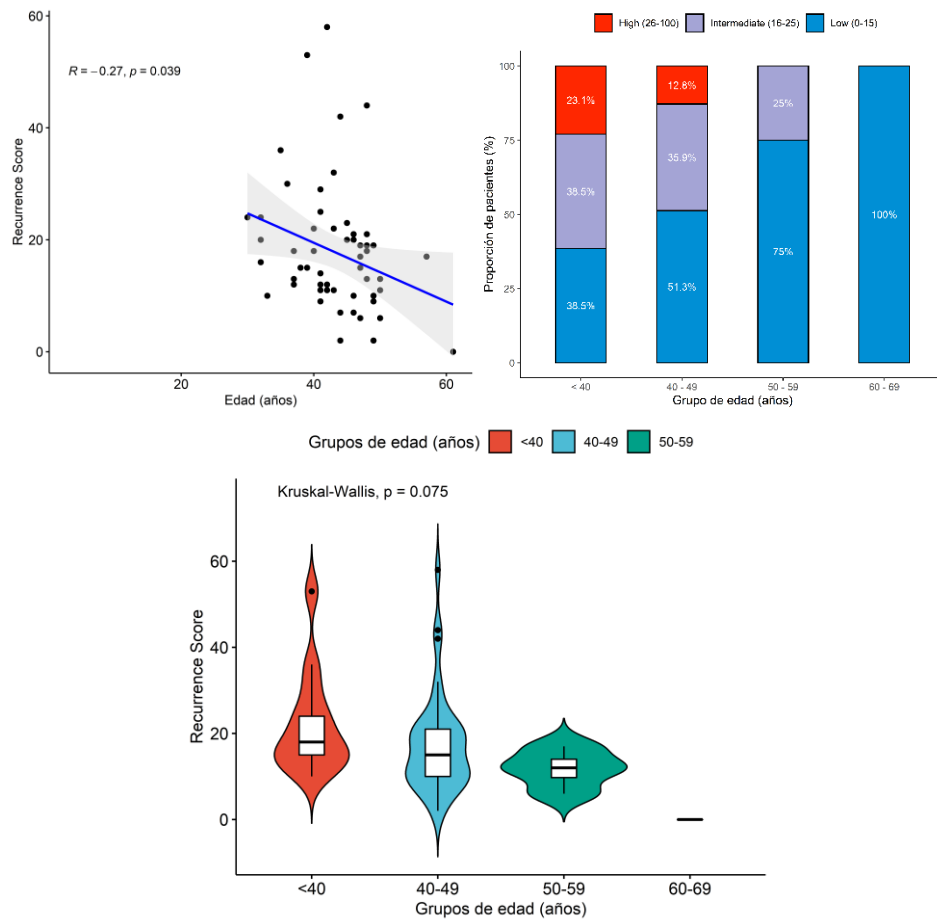 60
40
20
0
Recurrence Score
R = −0.27, p = 0.039
20
40
60
Edad (años)
High (26-100) Intermediate (16-25) Low (0-15)
100
75
50
25
0
Proporción de pacientes (%)
23.1%
38.5%
38.5%
12.8%
35.9%
51.3%
25%
75%
100%
< 40
40 - 49
50 - 59
60 - 69
Grupo de edad (años)
Grupos de edad (años) <40 40-49 50-59
Kruskal-Wallis, p = 0.075
60
40
20
0
Recurrence Score
<40
40-49
50-59
60-69
Grupos de edad (años)